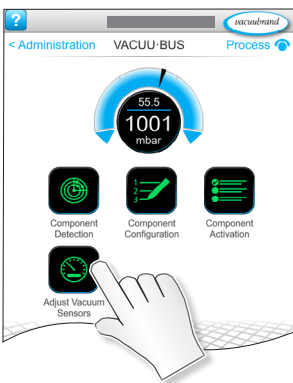 ?
vacuubrand
< Administration VACUU·BUS Process
55.5
1001
mbar
1
2
3
Component
Detection
Component
Configuration
Component
Activation
Adjust Vacuum
Sensors